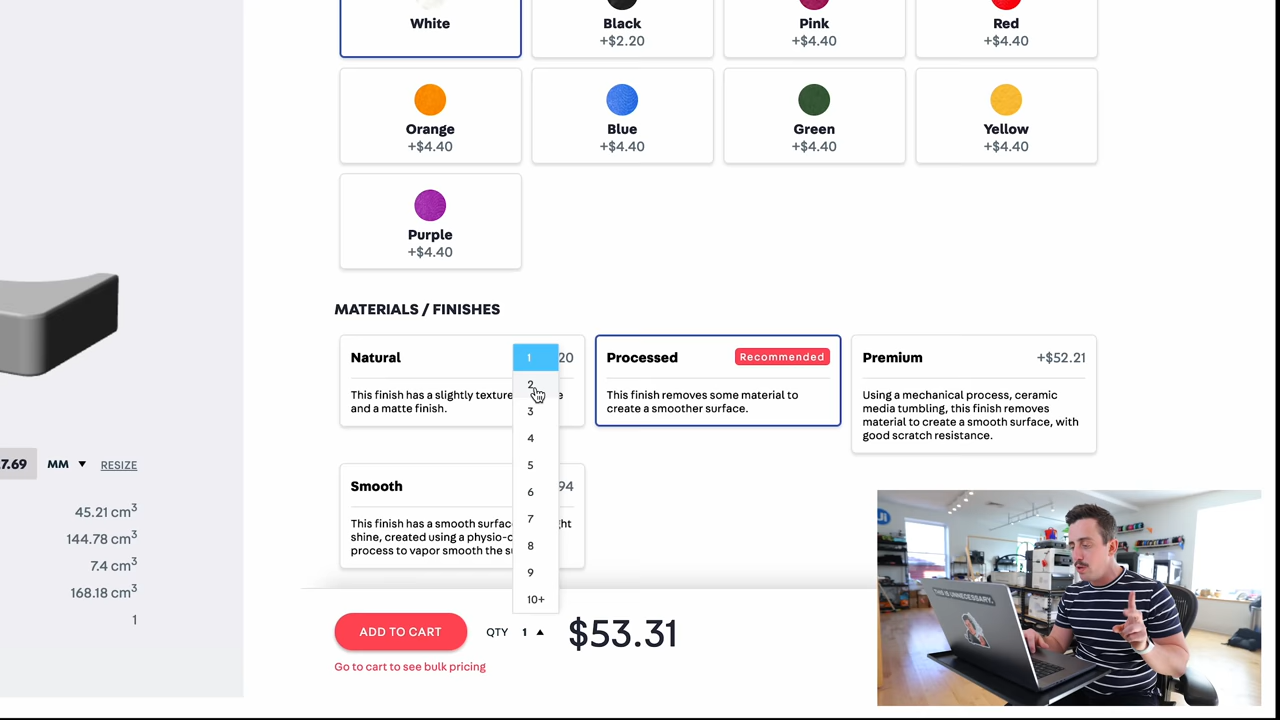 White
Black
+$2.20
Pink
+$4.40
Red
+$4.40
Orange
+$4.40
Blue
+$4.40
Green
+$4.40
Yellow
+$4.40
Purple
+$4.40
MATERIALS / FINISHES
Natural
20
This finish has a slightly texture e
and a matte finish.
Processed
Recommended
This finish removes some material to
create a smoother surface.
Premium
+$52.21
Using a mechanical process, ceramic
media tumbling, this finish removes
material to create a smooth surface, with
good scratch resistance.
Smooth
94
This finish has a smooth surfac ght
shine, created using a physio-c
process to vapor smooth the su
1
2
3
4
5
6
7
8
9
10+
7.69
MM
RESIZE
45.21 cm³
144.78 cm³
7.4 cm³
168.18 cm³
1
ADD TO CART
QTY
1
$53.31
Go to cart to see bulk pricing
THIS IS UNNECESSARY.